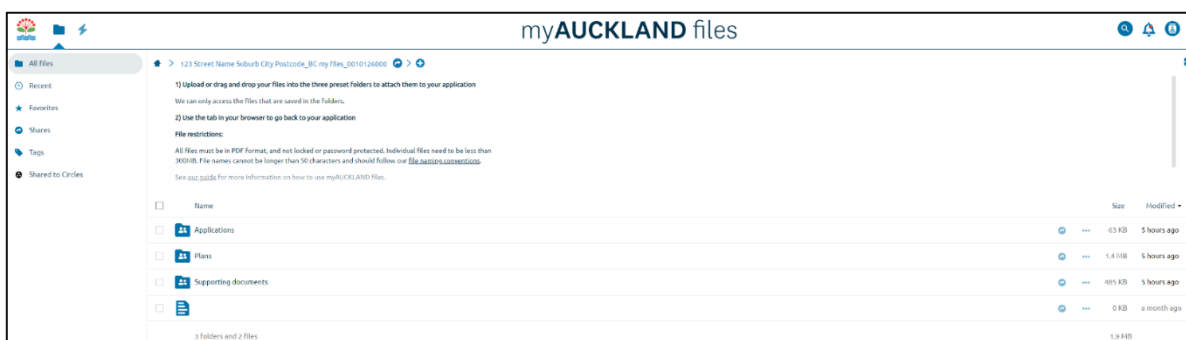 myAUCKLAND files
All files
Recent
Favorites
Shares
Tags
Shared to Circles
> 123 Street Name Suburb City Postcode_BC my files_0010126000 >
1) Upload or drag and drop your files into the three preset folders to attach them to your application
We can only access the files that are saved in the folders.
2) Use the tab in your browser to go back to your application
File restrictions:
All files must be in PDF format, and not locked or password protected. Individual files need to be less than
300MB. File names cannot be longer than 50 characters and should follow our file naming conventions.
See our guide for more information on how to use myAUCKLAND files.
Name Size Modified
Applications 63 KB 5 hours ago
Plans 1.4 MB 5 hours ago
Supporting documents 485 KB 5 hours ago
0 KB a month ago
3 folders and 2 files 1.9 MB